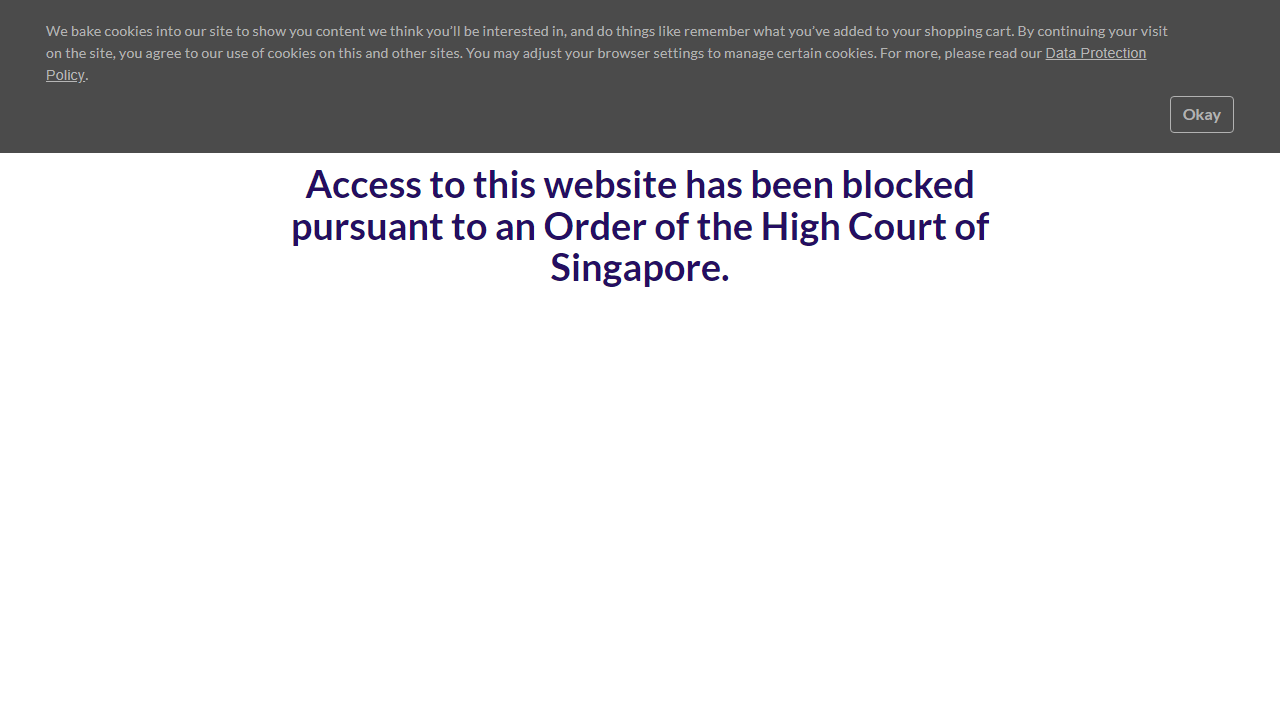 We bake cookies into our site to show you content we think you'll be interested in, and do things like remember what you've added to your shopping cart. By continuing your visit
on the site, you agree to our use of cookies on this and other sites. You may adjust your browser settings to manage certain cookies. For more, please read our Data Protection
Policy.
Okay
Access to this website has been blocked
pursuant to an Order of the High Court of
Singapore.